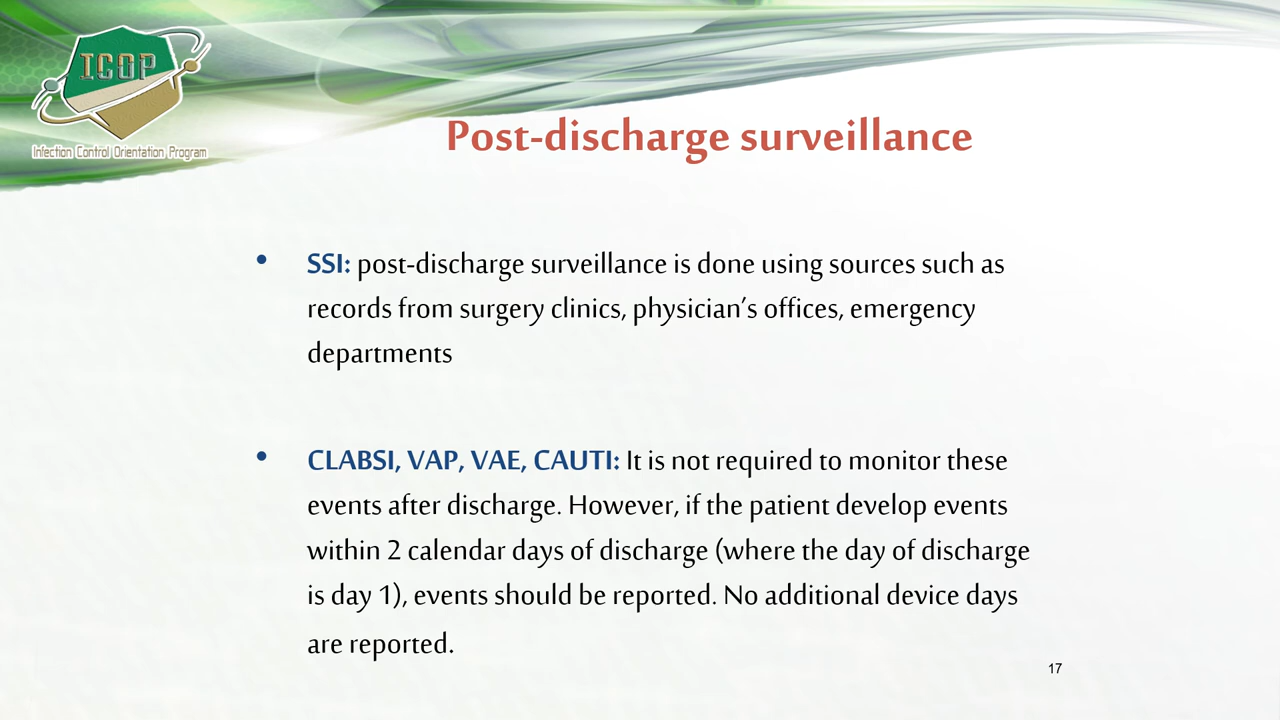 ICOP
Infection Control Orientation Program
Post-discharge surveillance
• SSI: post-discharge surveillance is done using sources such as
records from surgery clinics, physician’s offices, emergency
departments
• CLABSI, VAP, VAE, CAUTI: It is not required to monitor these
events after discharge. However, if the patient develop events
within 2 calendar days of discharge (where the day of discharge
is day 1), events should be reported. No additional device days
are reported.
17